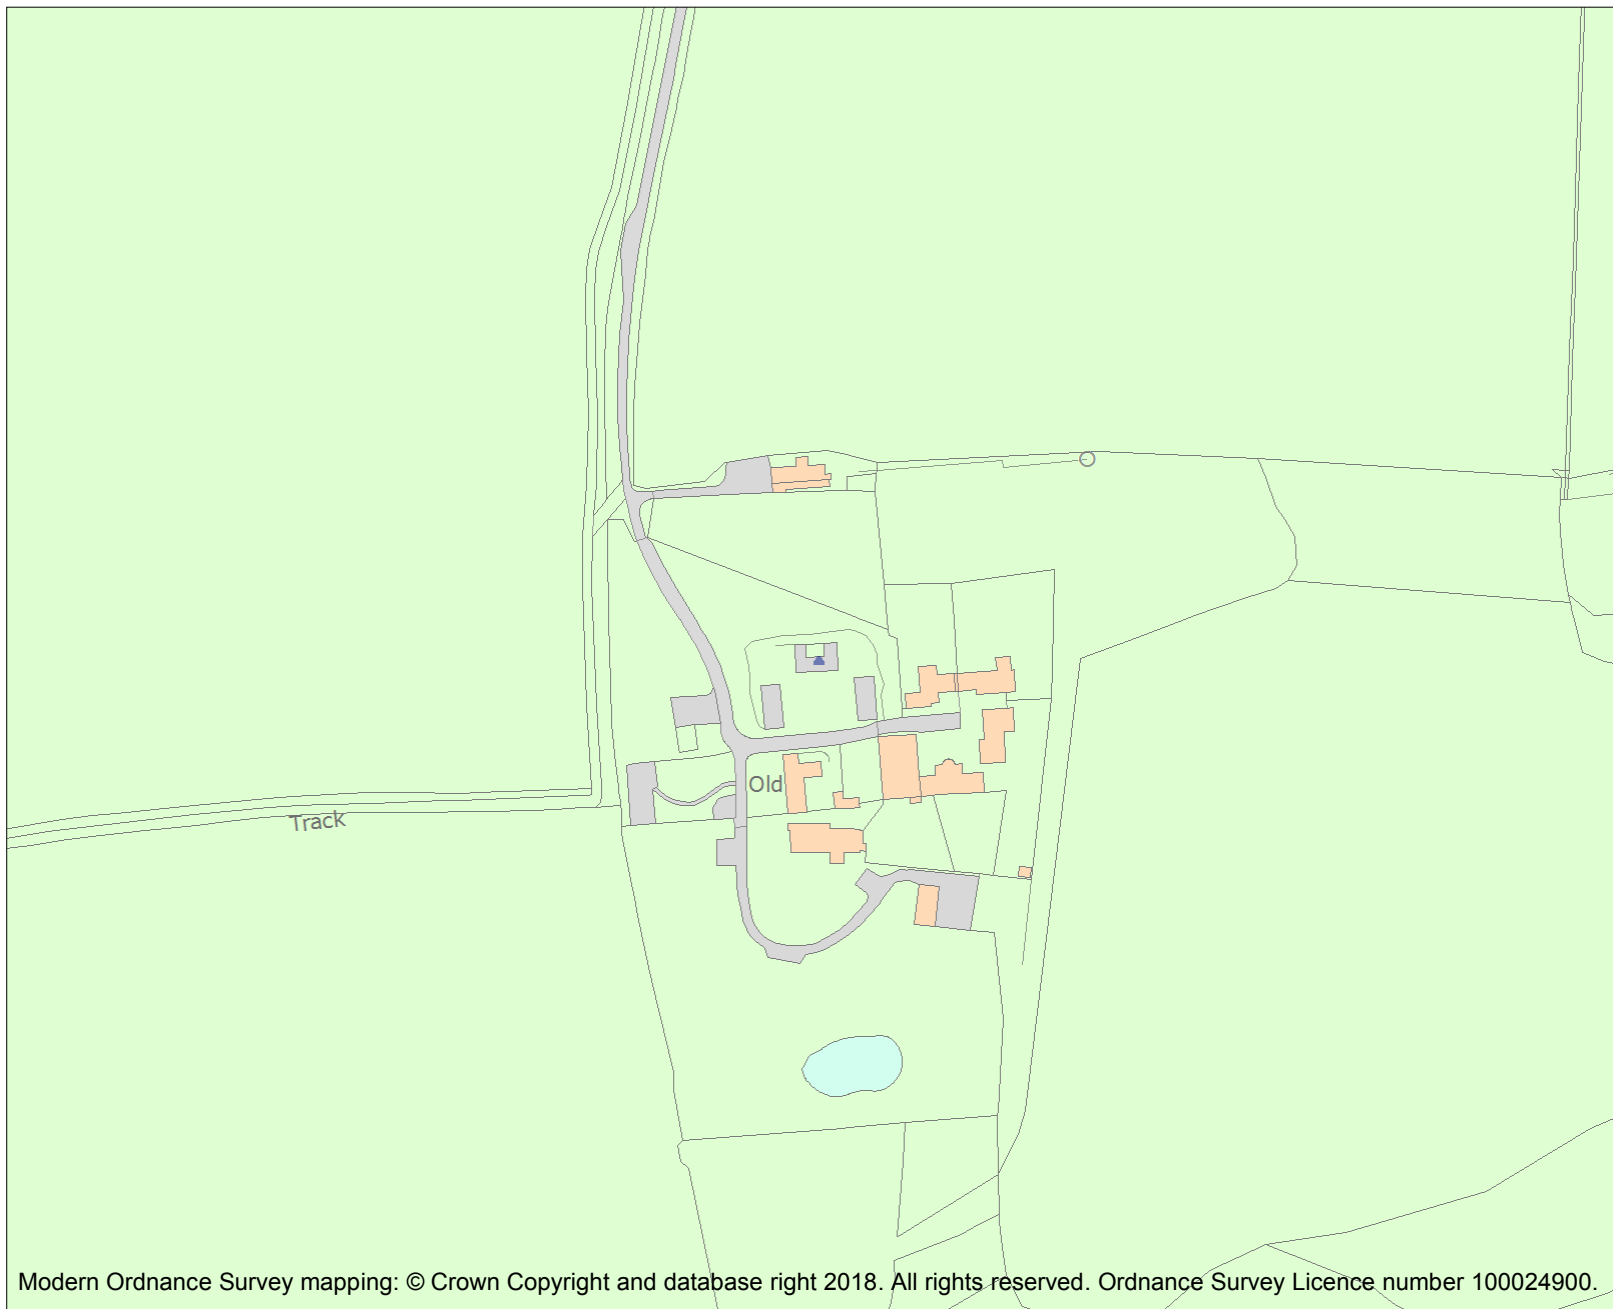 Old
Track
Modern Ordnance Survey mapping: © Crown Copyright and database right 2018. All rights reserved. Ordnance Survey Licence number 100024900.